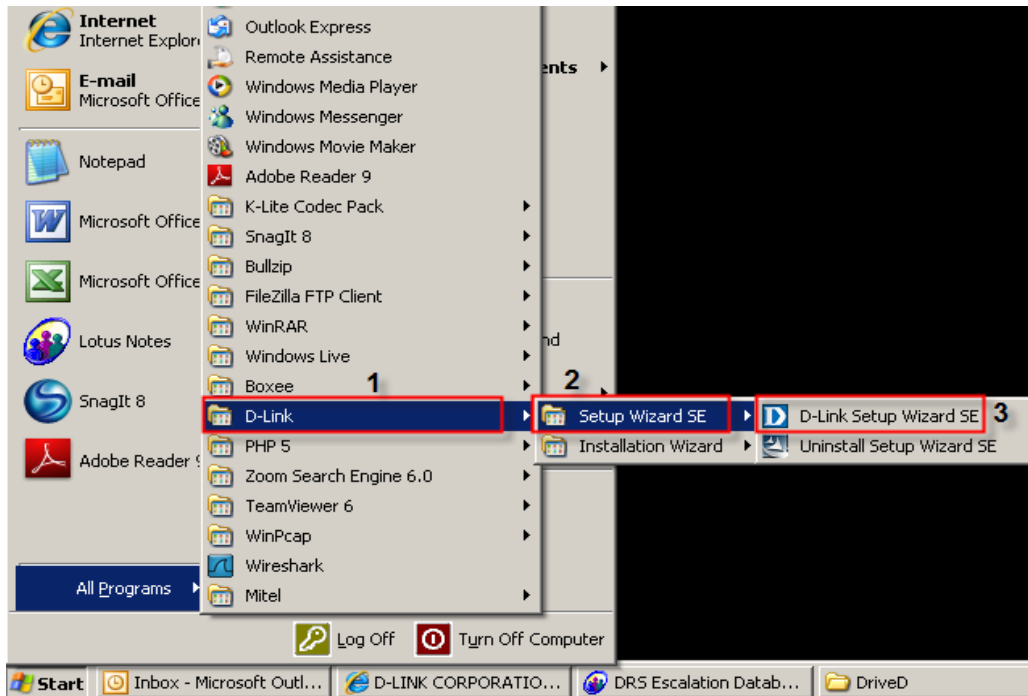 Internet
Internet Explor
E-mail
Microsoft Office
Notepad
Microsoft Office
Microsoft Office
Lotus Notes
SnagIt 8
Adobe Reader 9
All Programs
Outlook Express
Remote Assistance
Windows Media Player
Windows Messenger
Windows Movie Maker
Adobe Reader 9
K-Lite Codec Pack
SnagIt 8
Bullzip
FileZilla FTP Client
WinRAR
Windows Live
Boxee
1
D-Link
PHP 5
Zoom Search Engine 6.0
TeamViewer 6
WinPcap
Wireshark
Mitel
ents
nd
2
Setup Wizard SE
Installation Wizard
D-Link Setup Wizard SE
3
Uninstall Setup Wizard SE
Log Off
Turn Off Computer
Start
Inbox - Microsoft Outl...
D-LINK CORPORATIO...
DRS Escalation Datab...
DriveD